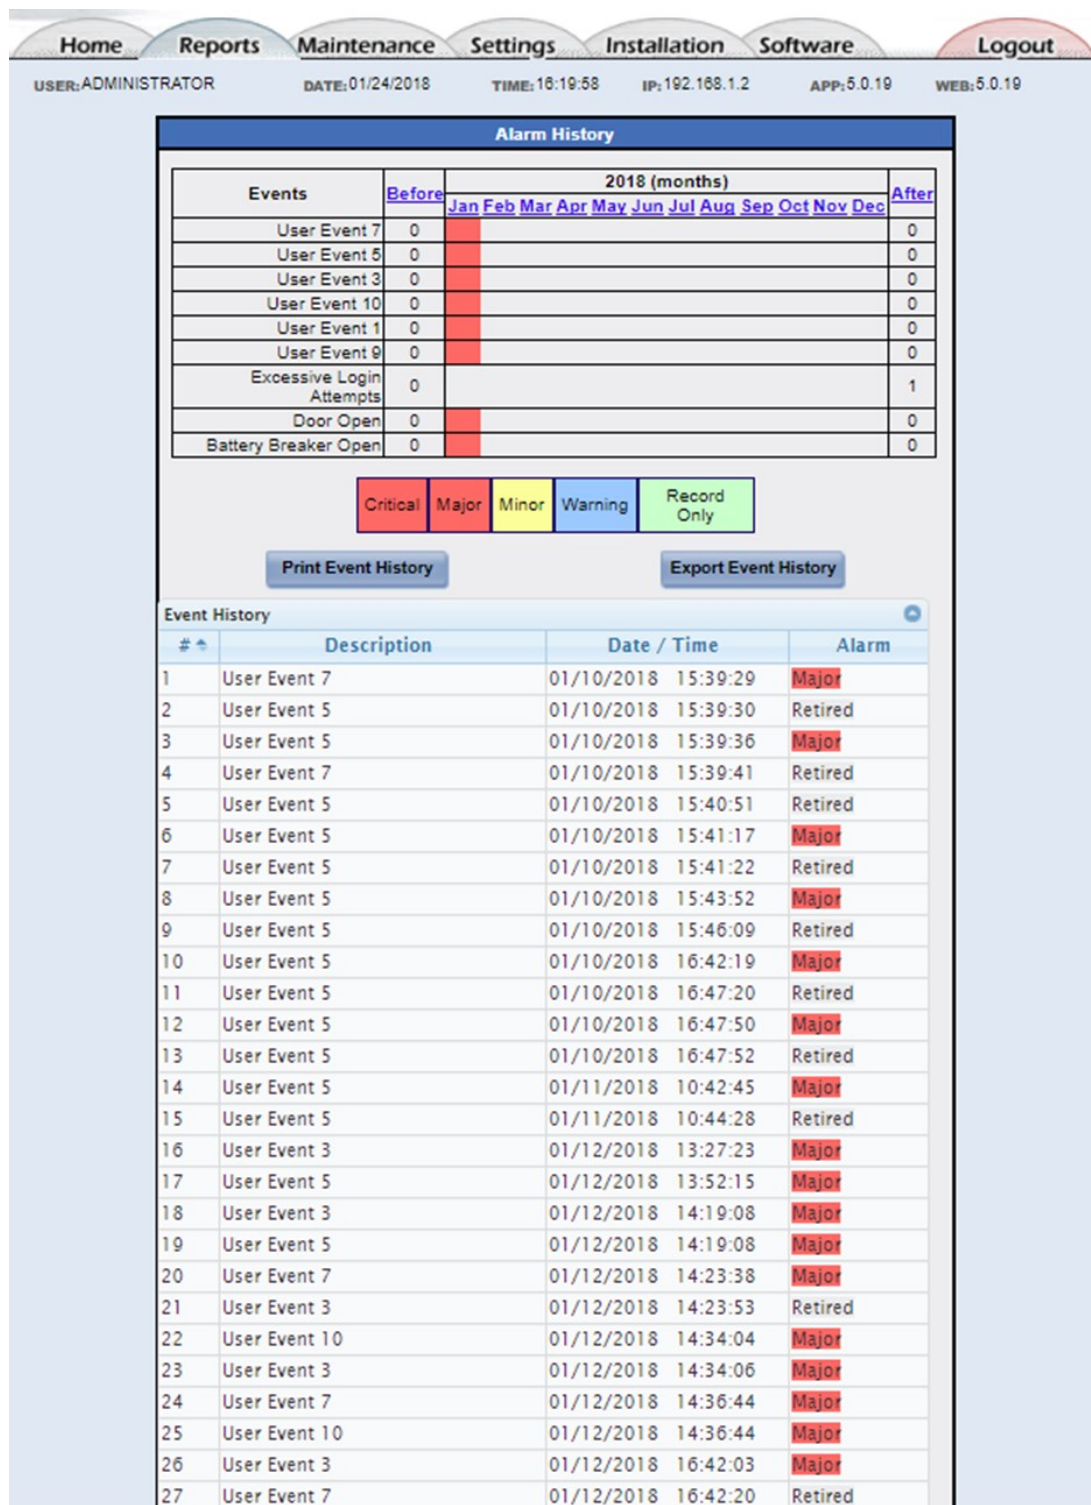 Home Reports Maintenance Settings Installation Software Logout
USER: ADMINISTRATOR DATE: 01/24/2018 TIME: 16:19:58 IP: 192.168.1.2 APP: 5.0.19 WEB: 5.0.19
Alarm History
Events Before 2018 (months) After
Jan Feb Mar Apr May Jun Jul Aug Sep Oct Nov Dec
User Event 7 0 0
User Event 5 0 0
User Event 3 0 0
User Event 10 0 0
User Event 1 0 0
User Event 9 0 0
Excessive Login
Attempts 0 1
Door Open 0 0
Battery Breaker Open 0 0
Critical Major Minor Warning Record
Only
Print Event History Export Event History
Event History
# Description Date / Time Alarm
1 User Event 7 01/10/2018 15:39:29 Major
2 User Event 5 01/10/2018 15:39:30 Retired
3 User Event 5 01/10/2018 15:39:36 Major
4 User Event 7 01/10/2018 15:39:41 Retired
5 User Event 5 01/10/2018 15:40:51 Retired
6 User Event 5 01/10/2018 15:41:17 Major
7 User Event 5 01/10/2018 15:41:22 Retired
8 User Event 5 01/10/2018 15:43:52 Major
9 User Event 5 01/10/2018 15:46:09 Retired
10 User Event 5 01/10/2018 16:42:19 Major
11 User Event 5 01/10/2018 16:47:20 Retired
12 User Event 5 01/10/2018 16:47:50 Major
13 User Event 5 01/10/2018 16:47:52 Retired
14 User Event 5 01/11/2018 10:42:45 Major
15 User Event 5 01/11/2018 10:44:28 Retired
16 User Event 3 01/12/2018 13:27:23 Major
17 User Event 5 01/12/2018 13:52:15 Major
18 User Event 3 01/12/2018 14:19:08 Major
19 User Event 5 01/12/2018 14:19:08 Major
20 User Event 7 01/12/2018 14:23:38 Major
21 User Event 3 01/12/2018 14:23:53 Retired
22 User Event 10 01/12/2018 14:34:04 Major
23 User Event 3 01/12/2018 14:34:06 Major
24 User Event 7 01/12/2018 14:36:44 Major
25 User Event 10 01/12/2018 14:36:44 Major
26 User Event 3 01/12/2018 16:42:03 Major
27 User Event 7 01/12/2018 16:42:20 Retired